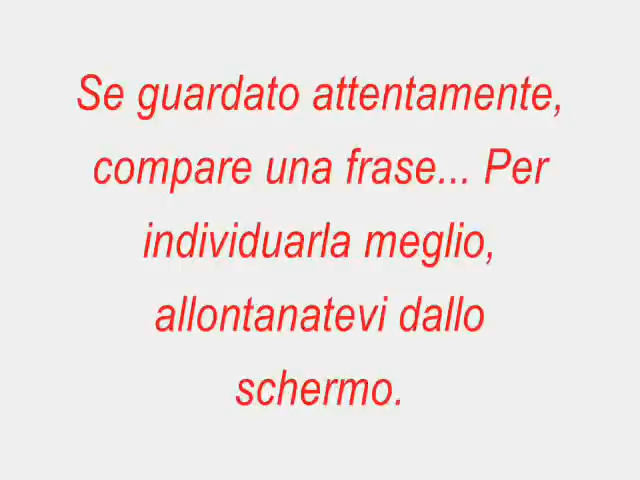 Se guardato attentamente,
compare una frase... Per
individuarla meglio,
allontanatevi dallo
schermo.